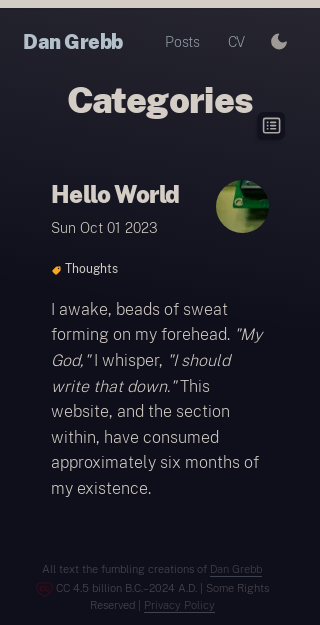 Dan Grebb Posts CV
Categories
Hello World
Sun Oct 01 2023
Thoughts
I awake, beads of sweat
forming on my forehead. "My
God," I whisper, "I should
write that down." This
website, and the section
within, have consumed
approximately six months of
my existence.
All text the fumbling creations of Dan Grebb
CC 4.5 billion B.C.–2024 A.D. | Some Rights
Reserved | Privacy Policy